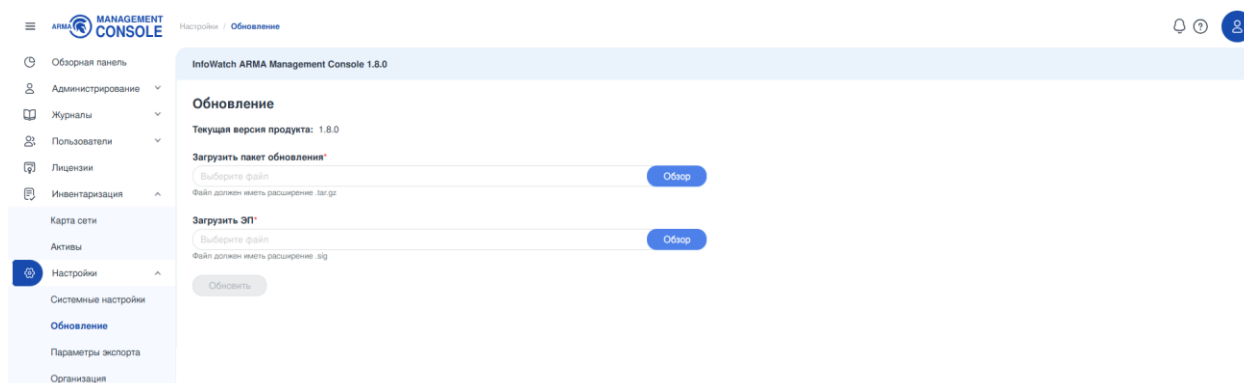 ARMA MANAGEMENT CONSOLE
Настройки / Обновление
Обзорная панель
Администрирование
Журналы
Пользователи
Лицензии
Инвентаризация
Карта сети
Активы
Настройки
Системные настройки
Обновление
Параметры экспорта
Организация
InfoWatch ARMA Management Console 1.8.0
Обновление
Текущая версия продукта: 1.8.0
Загрузить пакет обновления*
Выберите файл Обзор
Файл должен иметь расширение .tar.gz
Загрузить ЭП*
Выберите файл Обзор
Файл должен иметь расширение .sig
Обновить